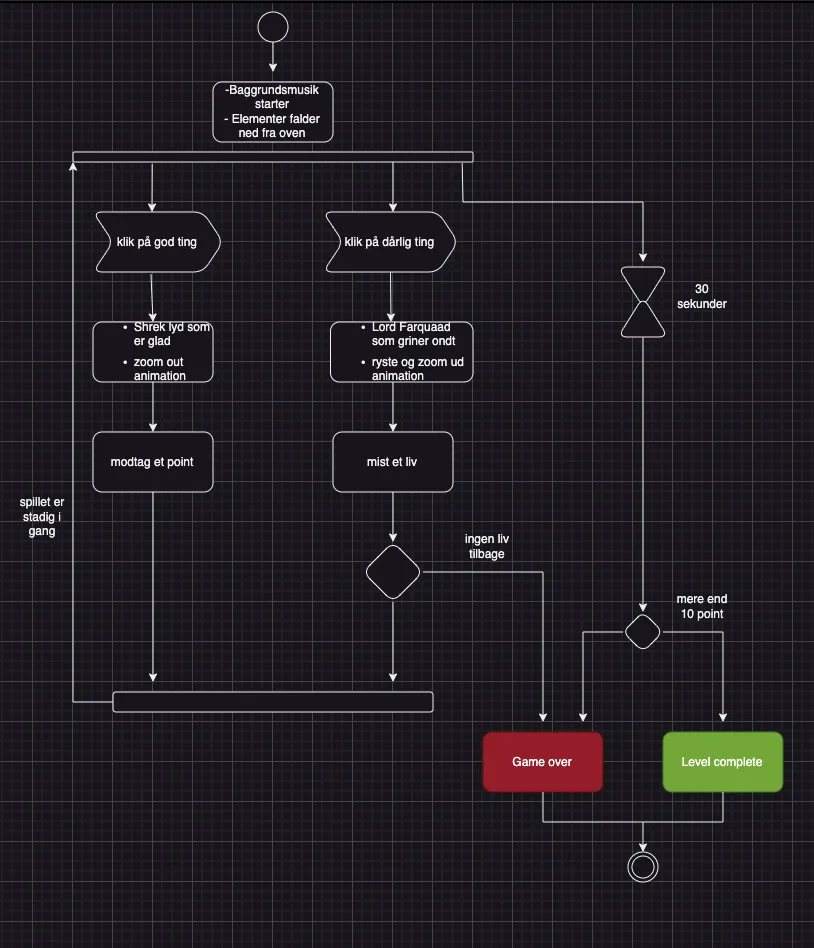 -Baggrundsmusik
starter
- Elementer falder
ned fra oven
klik på god ting
klik på dårlig ting
30
sekunder
• Shrek lyd som
er glad
• zoom out
animation
• Lord Farquaad
som griner ondt
• ryste og zoom ud
animation
modtag et point
mist et liv
spillet er
stadig i
gang
ingen liv
tilbage
mere end
10 point
Game over
Level complete